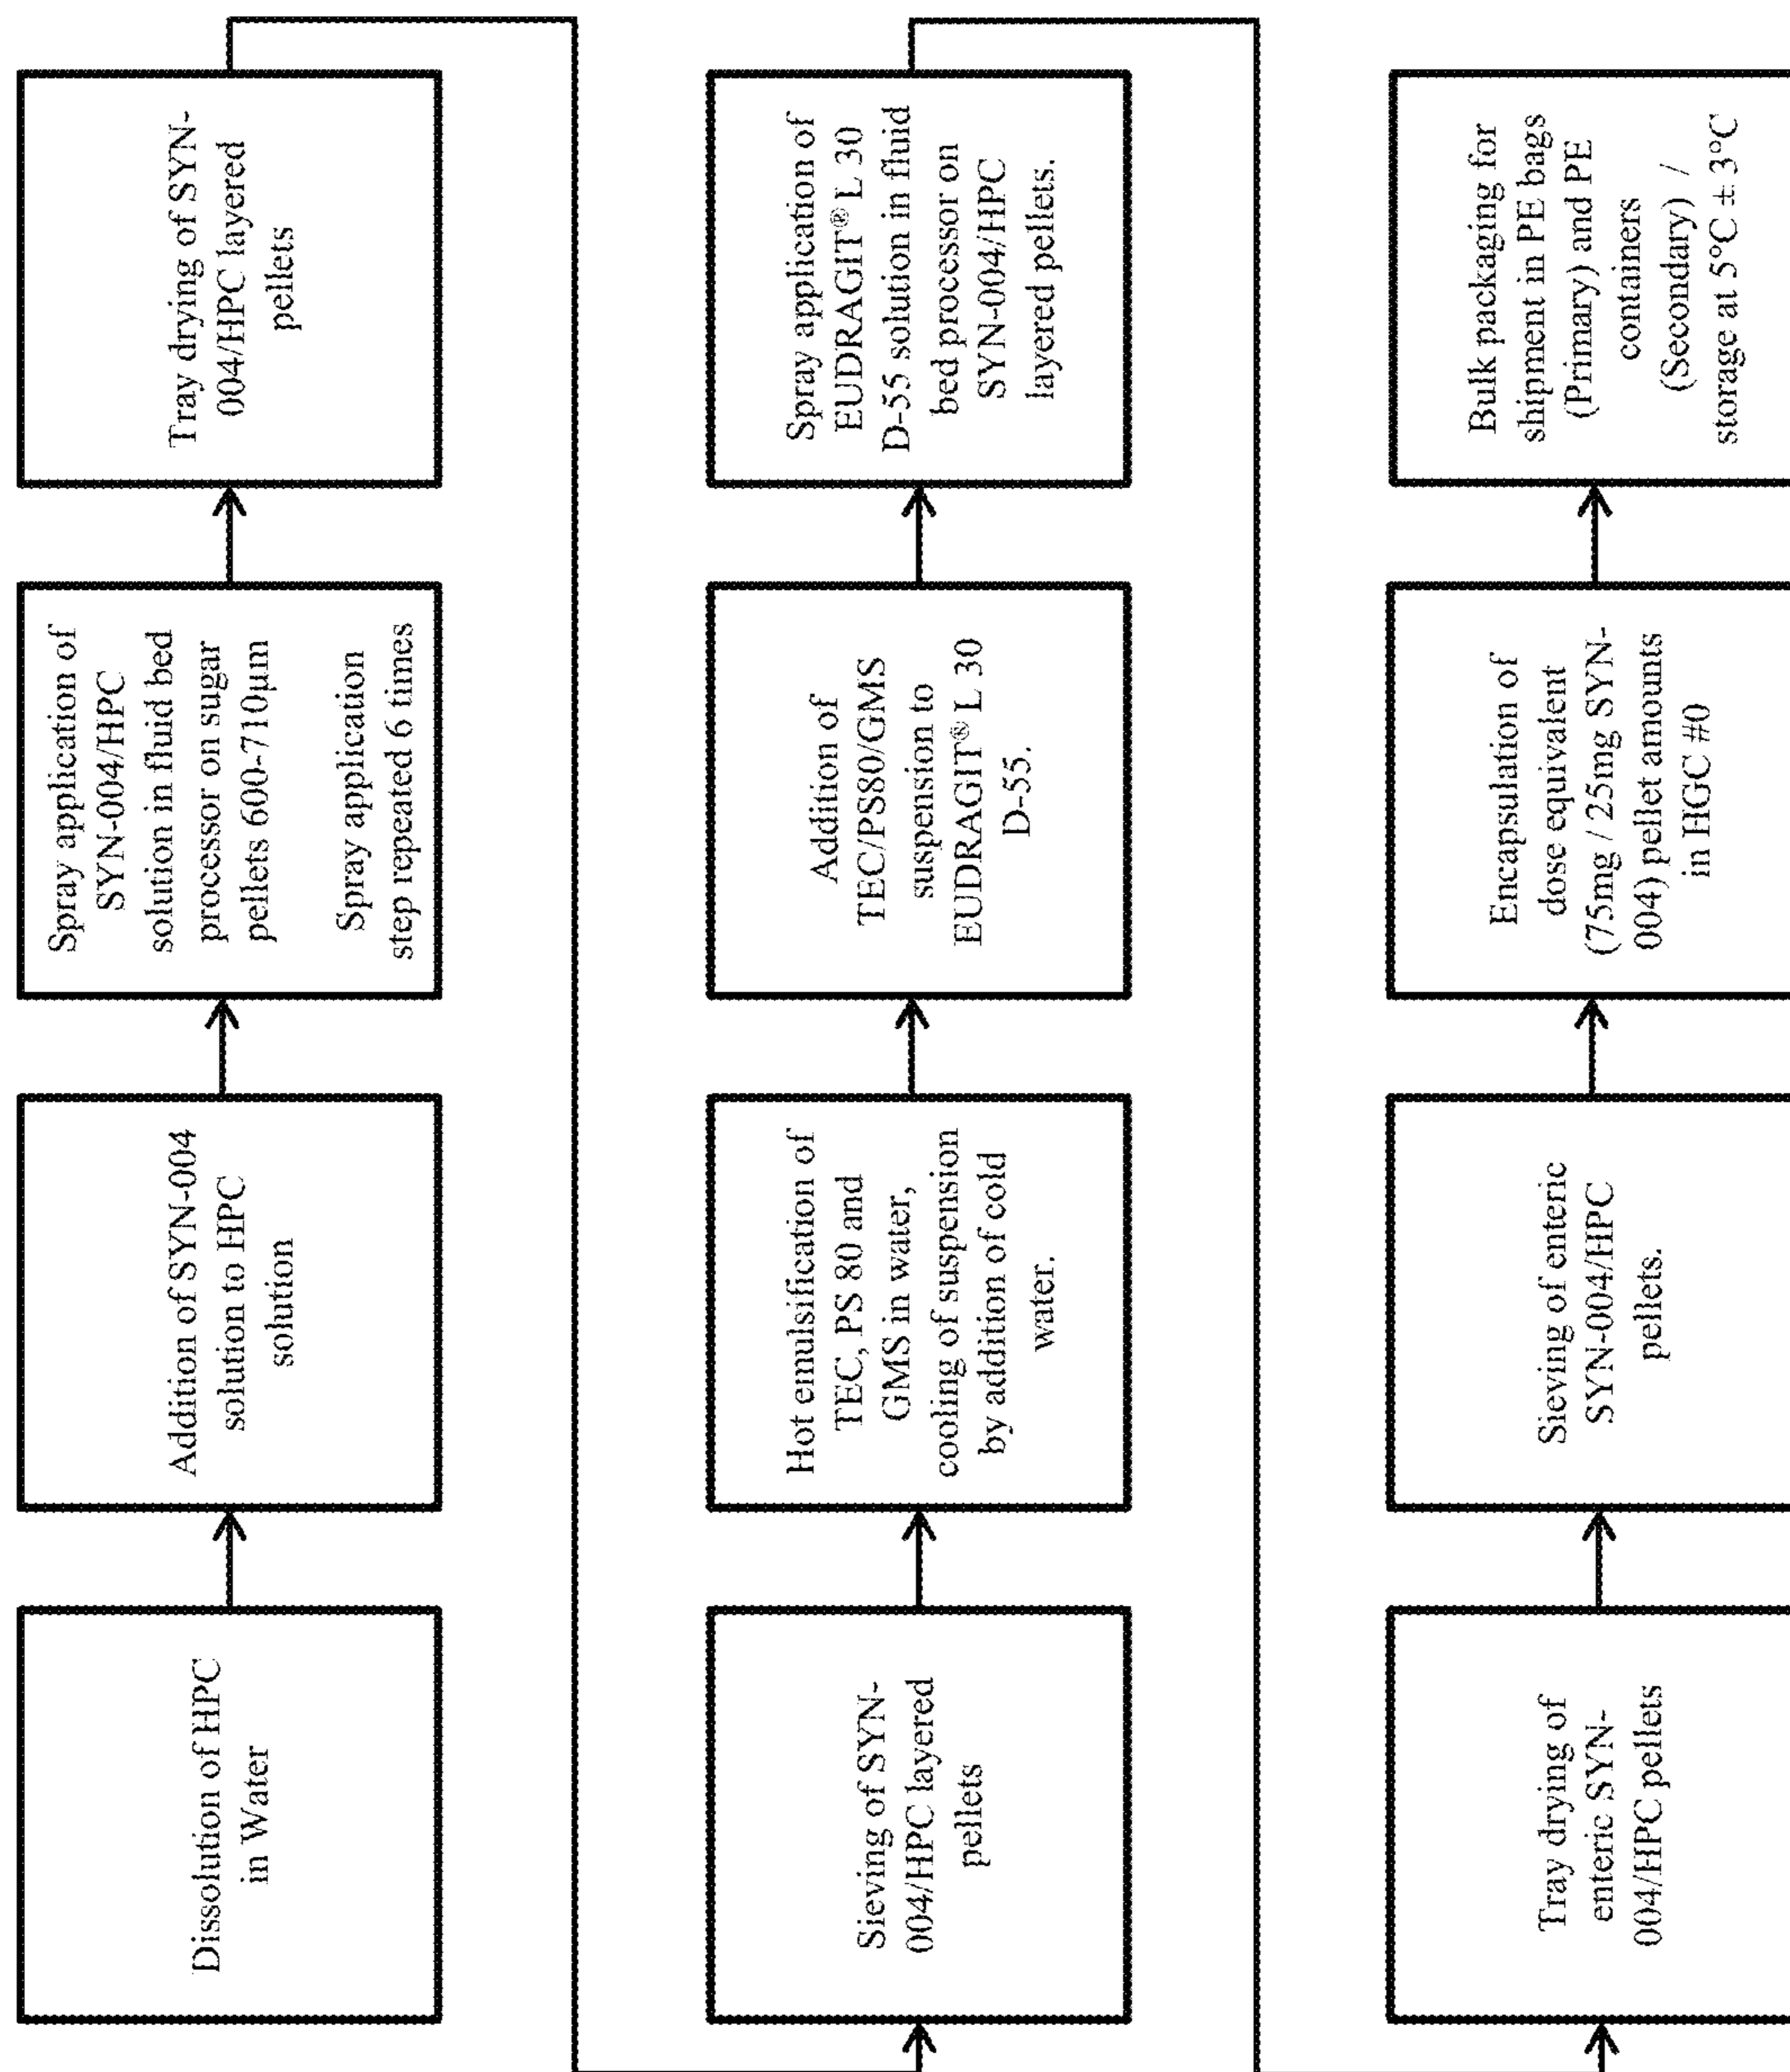 Dissolution of HPC
in Water
Addition of SYN-004
solution to HPC
solution
Spray application of
SYN-004/HPC
solution in fluid bed
processor on sugar
pellets 600-710µm
Spray application
step repeated 6 times
Tray drying of SYN-
004/HPC layered
pellets
Sieving of SYN-
004/HPC layered
pellets
Hot emulsification of
TEC, PS 80 and
GMS in water,
cooling of suspension
by addition of cold
water.
Addition of
TEC/PS80/GMS
suspension to
EUDRAGIT® L 30
D-55.
Spray application of
EUDRAGIT® L 30
D-55 solution in fluid
bed processor on
SYN-004/HPC
layered pellets.
Tray drying of
enteric SYN-
004/HPC pellets
Sieving of enteric
SYN-004/HPC
pellets.
Encapsulation of
dose equivalent
(75mg / 25mg SYN-
004) pellet amounts
in HGC #0
Bulk packaging for
shipment in PE bags
(Primary) and PE
containers
(Secondary) /
storage at 5°C ± 3°C